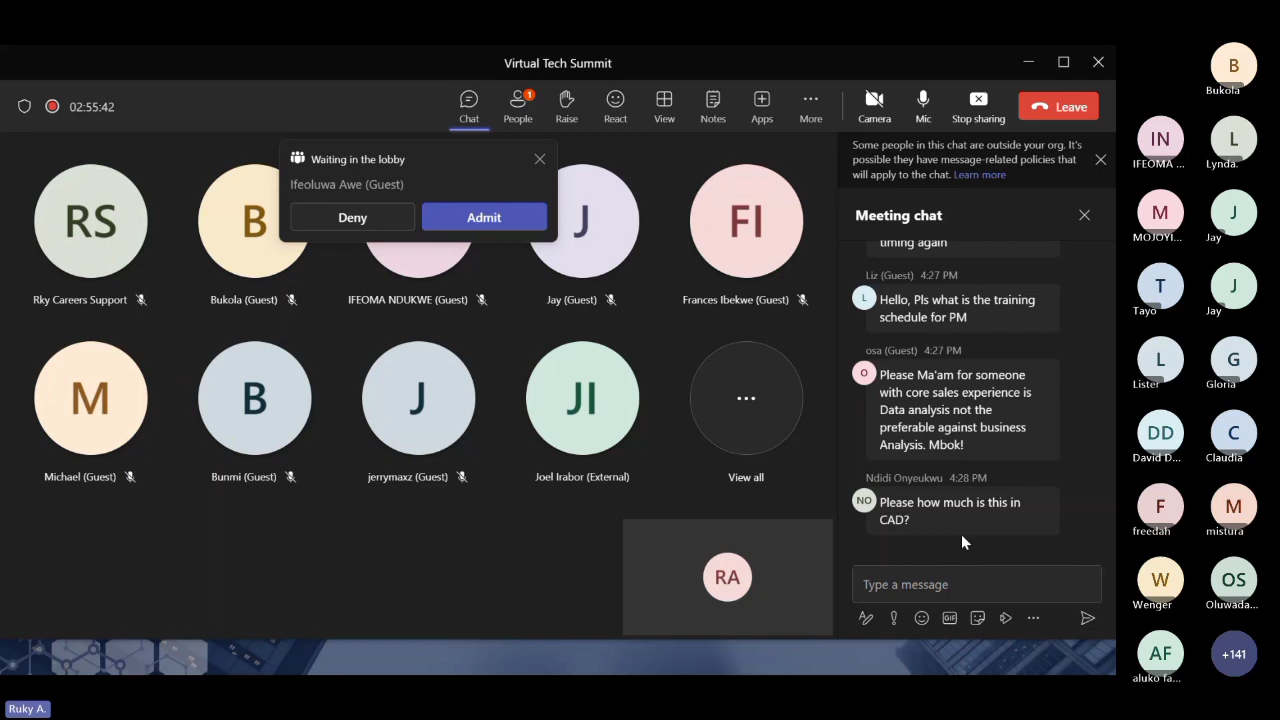 Virtual Tech Summit
02:55:42
Chat
1
People
Raise
React
View
Notes
Apps
More
Camera
Mic
Stop sharing
Leave
Waiting in the lobby
Ifeoluwa Awe (Guest)
Deny
Admit
RS
B
J
FI
Rky Careers Support
Bukola (Guest)
IFEOMA NDUKWE (Guest)
Jay (Guest)
Frances Ibekwe (Guest)
M
B
J
JI
Michael (Guest)
Bunmi (Guest)
jerrymaxz (Guest)
Joel Irabor (External)
View all
RA
Some people in this chat are outside your org. It's
possible they have message-related policies that
will apply to the chat. Learn more
Meeting chat
timing again
Liz (Guest) 4:27 PM
L
Hello, Pls what is the training
schedule for PM
osa (Guest) 4:27 PM
O
Please Ma'am for someone
with core sales experience is
Data analysis not the
preferable against business
Analysis. Mbok!
Ndidi Onyeukwu 4:28 PM
NO
Please how much is this in
CAD?
Type a message
GIF
B
Bukola
IN
IFEOMA ...
L
Lynda.
M
MOJOYI...
J
Jay
T
Tayo
J
Jay
L
Lister
G
Gloria
DD
David D...
C
Claudia
F
freedah
M
mistura
W
Wenger
OS
Oluwada...
AF
aluko fa...
+141
Ruky A.